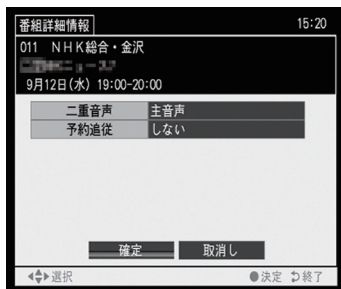 番組詳細情報 15:20
011 NHK総合・金沢
9月12日(水) 19:00-20:00
二重音声 主音声
予約追従 しない
確定 取消し
選択 決定 終了